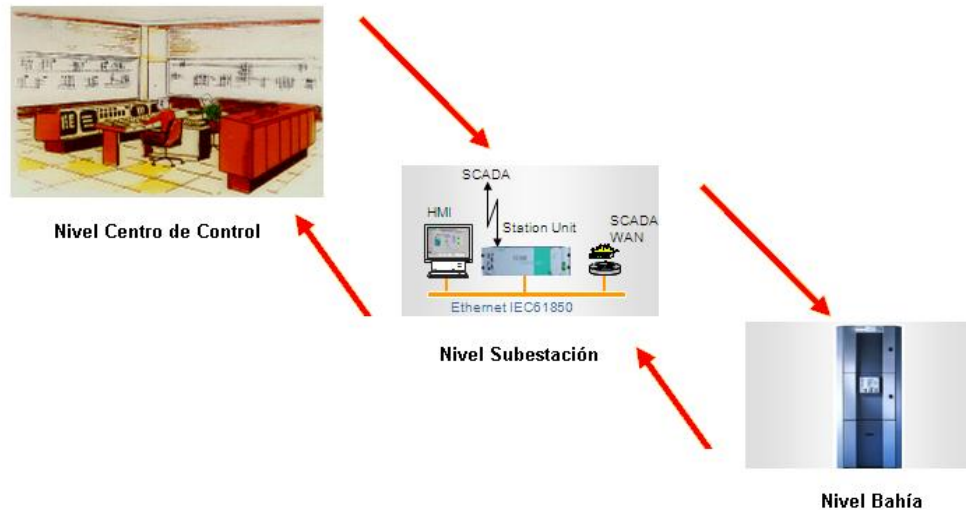 SCADA
HMI
Station Unit
SCADA
WAN
Ethernet IEC61850
Nivel Centro de Control
Nivel Subestación
Nivel Bahía